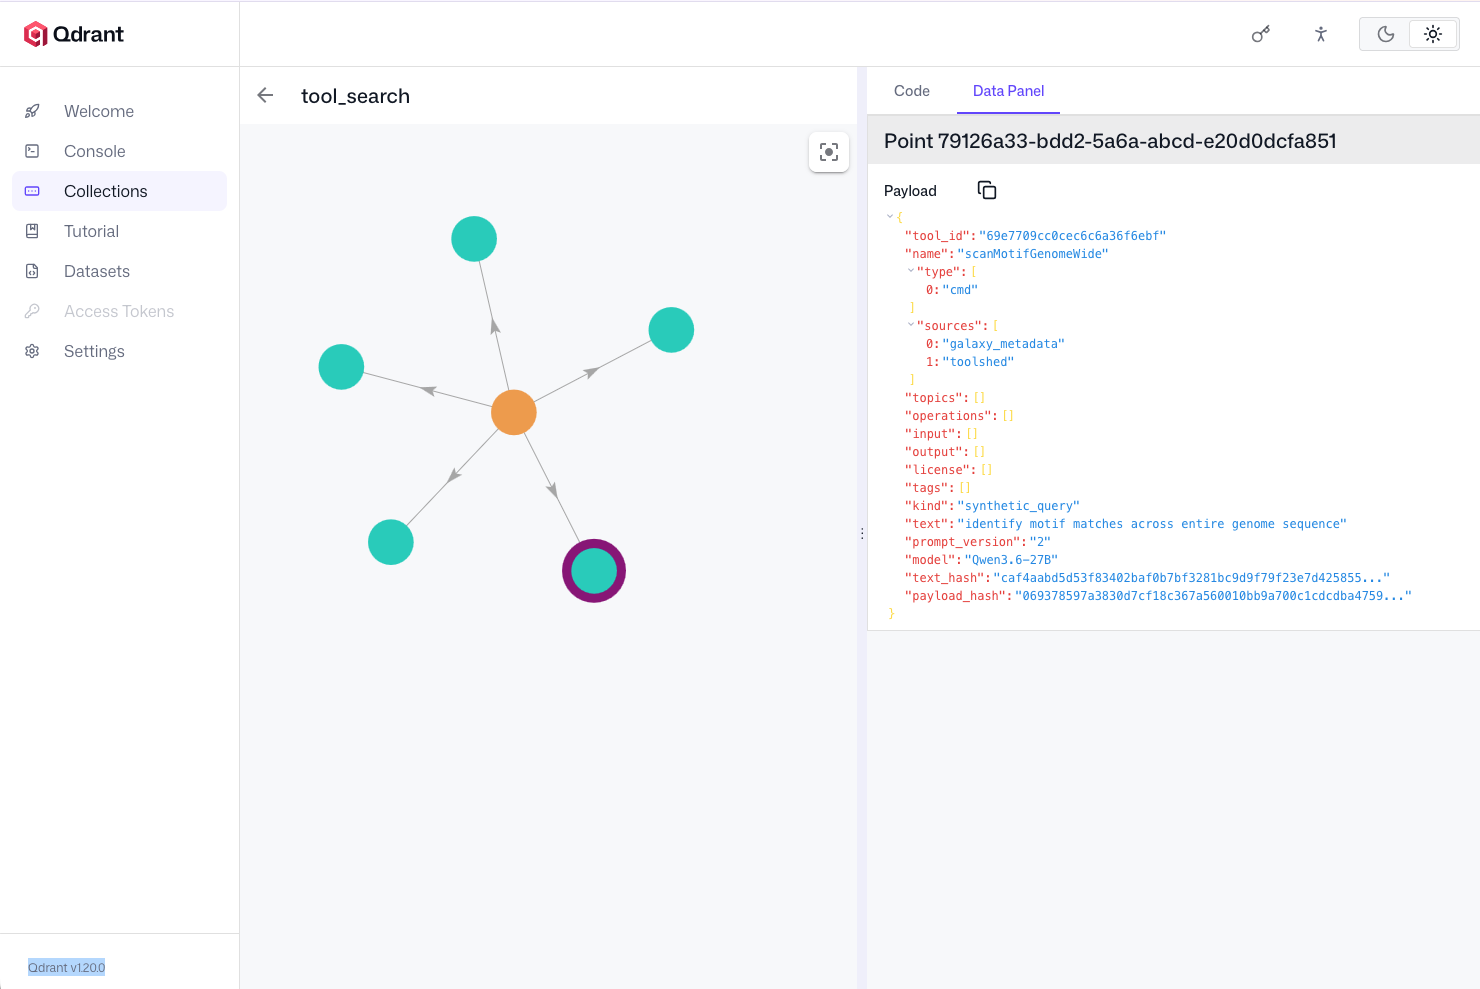 Qdrant
Welcome
Console
Collections
Tutorial
Datasets
Access Tokens
Settings
Qdrant v1.20.0
tool_search
Code
Data Panel
Point 79126a33-bdd2-5a6a-abcd-e20d0dcfa851
Payload
{
"tool_id":"69e7709cc0cec6c6a36f6ebf"
"name":"scanMotifGenomeWide"
"type":[
0:"cmd"
]
"sources":[
0:"galaxy_metadata"
1:"toolshed"
]
"topics":[]
"operations":[]
"input":[]
"output":[]
"license":[]
"tags":[]
"kind":"synthetic_query"
"text":"identify motif matches across entire genome sequence"
"prompt_version":"2"
"model":"Qwen3.6-27B"
"text_hash":"caf4aabd5d53f83402baf0b7bf3281bc9d9f79f23e7d425855..."
"payload_hash":"069378597a3830d7cf18c367a560010bb9a700c1cdcdba4759..."
}